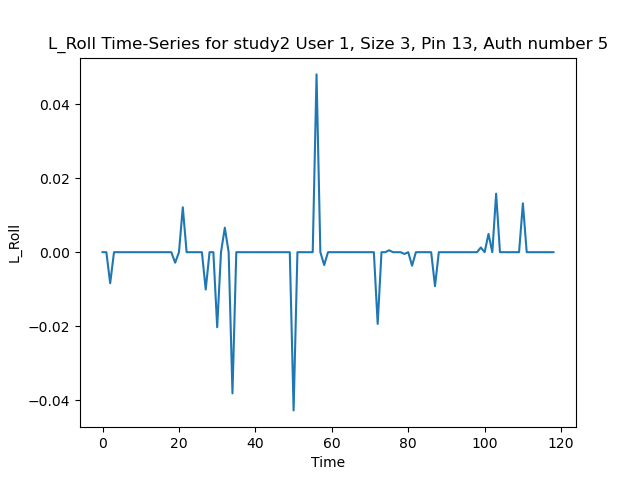 L_Roll Time-Series for study2 User 1, Size 3, Pin 13, Auth number 5
0.04
0.02
0.00
−0.02
−0.04
L_Roll
0 20 40 60 80 100 120
Time